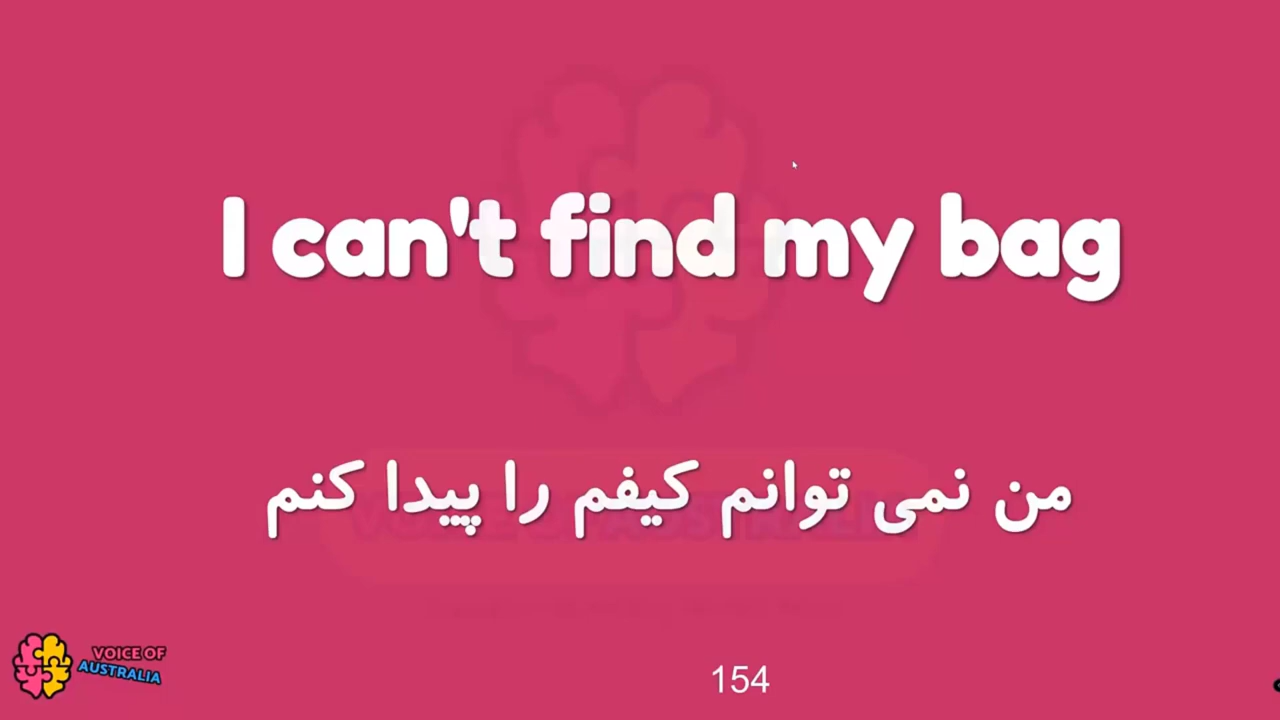 I can't find my bag
من نمی توانم کیفم را پیدا کنم
VOICE OF
AUSTRALIA
154